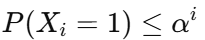 P(X_i = 1) ≤ α^i